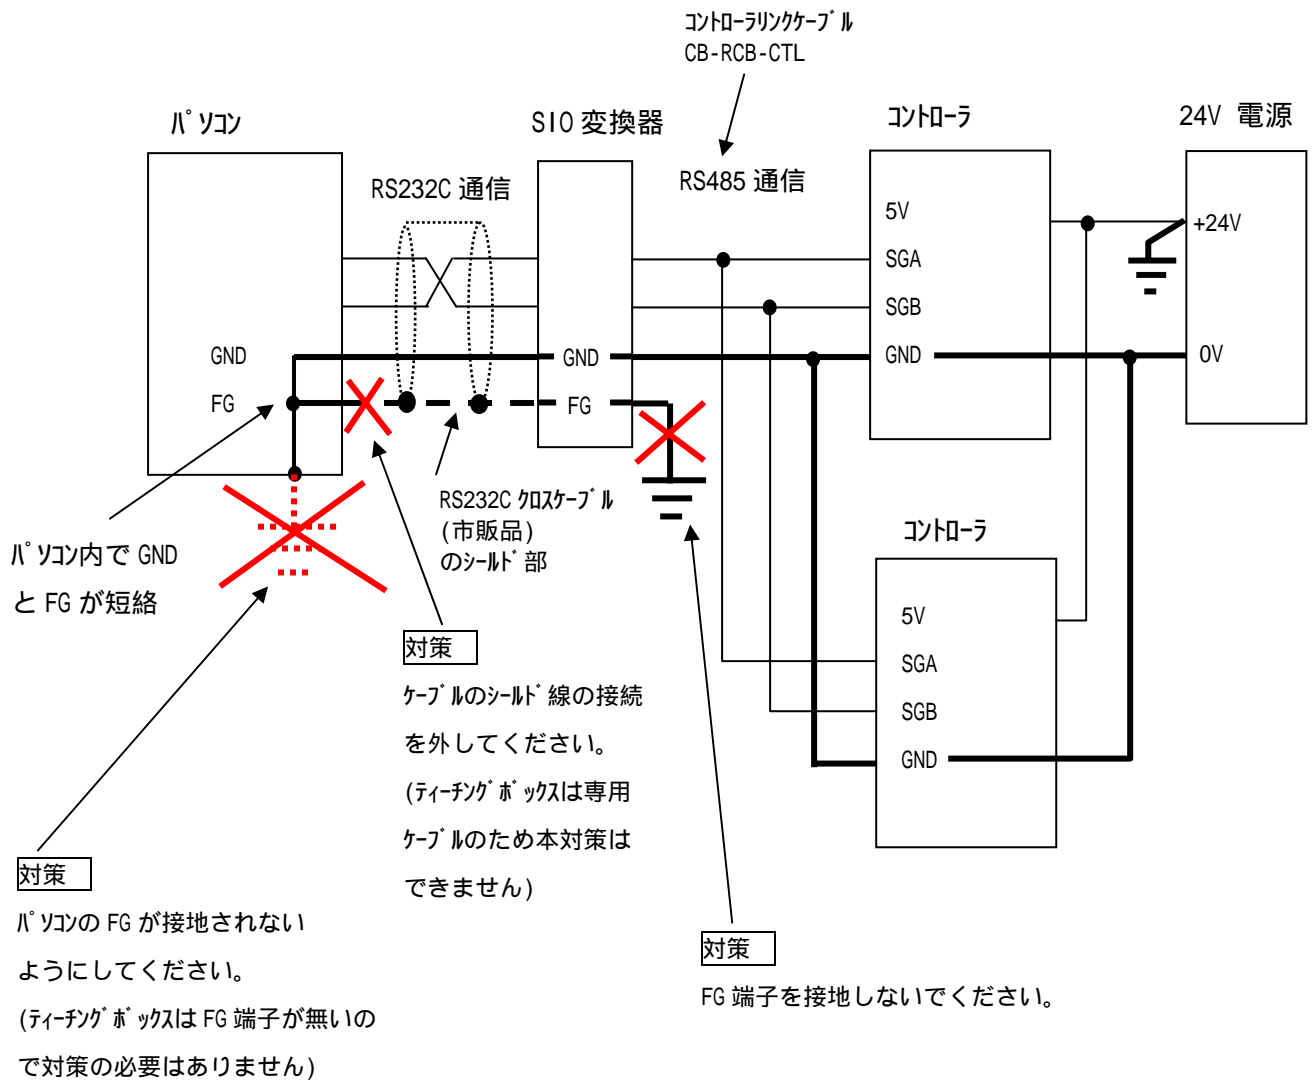 ｺﾝﾄﾛｰﾗﾘﾝｸｹｰﾌﾞﾙ
CB-RCB-CTL
ﾊﾟｿｺﾝ
SIO 変換器
ｺﾝﾄﾛｰﾗ
24V 電源
RS232C 通信
RS485 通信
5V
+24V
SGA
SGB
GND
GND
GND
0V
FG
FG
RS232C ｸﾛｽｹｰﾌﾞﾙ
(市販品)
のｼｰﾙﾄﾞ部
ﾊﾟｿｺﾝ内で GND
と FG が短絡
ｺﾝﾄﾛｰﾗ
5V
SGA
SGB
GND
対策
ｹｰﾌﾞﾙのｼｰﾙﾄﾞ線の接続
を外してください。
(ﾃｨｰﾁﾝｸﾞﾎﾞｯｸｽは専用
ｹｰﾌﾞﾙのため本対策は
できません)
対策
ﾊﾟｿｺﾝの FG が接地されない
ようにしてください。
(ﾃｨｰﾁﾝｸﾞﾎﾞｯｸｽは FG 端子が無いの
で対策の必要はありません)
対策
FG 端子を接地しないでください。